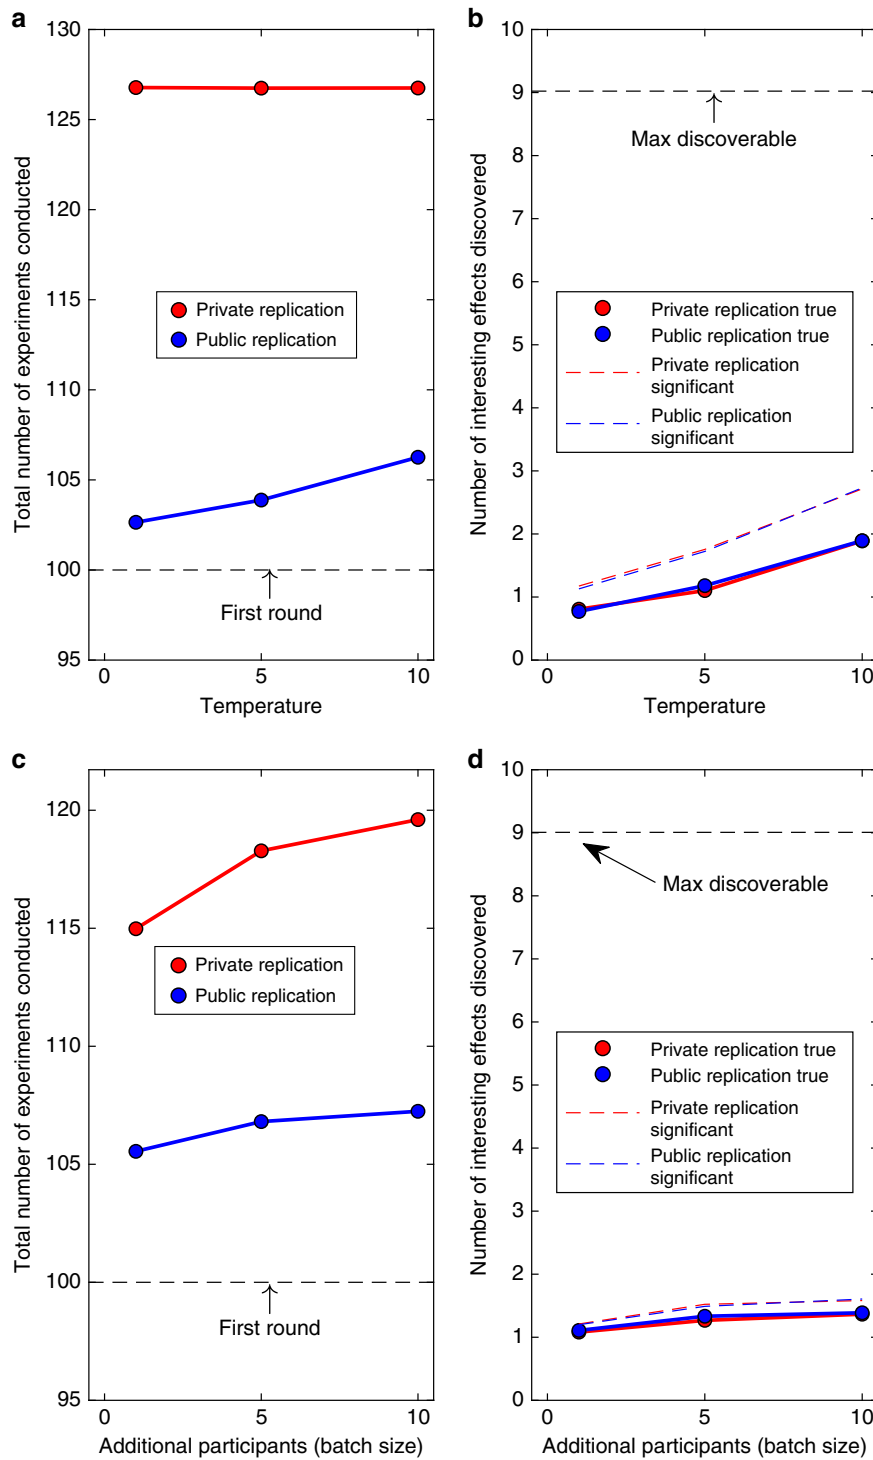 a
Total number of experiments conducted
130
125
120
115
110
105
100
95
Private replication
Public replication
First round
0
5
10
Temperature
b
Number of interesting effects discovered
10
9
8
7
6
5
4
3
2
1
0
Max discoverable
Private replication true
Public replication true
Private replication
significant
Public replication
significant
0
5
10
Temperature
c
Total number of experiments conducted
120
115
110
105
100
95
Private replication
Public replication
First round
0
5
10
Additional participants (batch size)
d
Number of interesting effects discovered
10
9
8
7
6
5
4
3
2
1
0
Max discoverable
Private replication true
Public replication true
Private replication
significant
Public replication
significant
0
5
10
Additional participants (batch size)